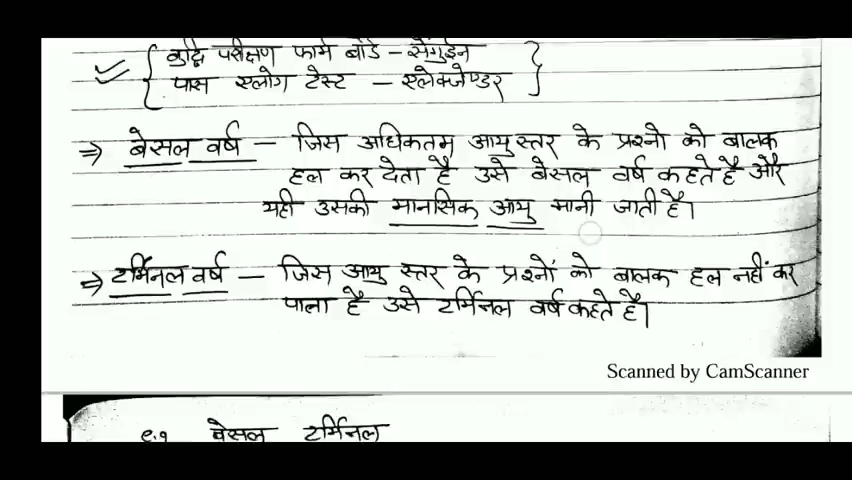 बुद्धि परीक्षण फार्म बोर्ड – सेंगुईन
पास स्लोग टेस्ट – एलेक्जेण्डर
⇒ बेसल वर्ष – जिस अधिकतम आयु स्तर के प्रश्नो को बालक
हल कर देता है उसे बेसल वर्ष कहते है और
यही उसकी मानसिक आयु मानी जाती है।
⇒ टर्मिनल वर्ष – जिस आयु स्तर के प्रश्नों को बालक हल नहीं कर
पाता है उसे टर्मिनल वर्ष कहते है।
Scanned by CamScanner
e.g बेसल टर्मिनल